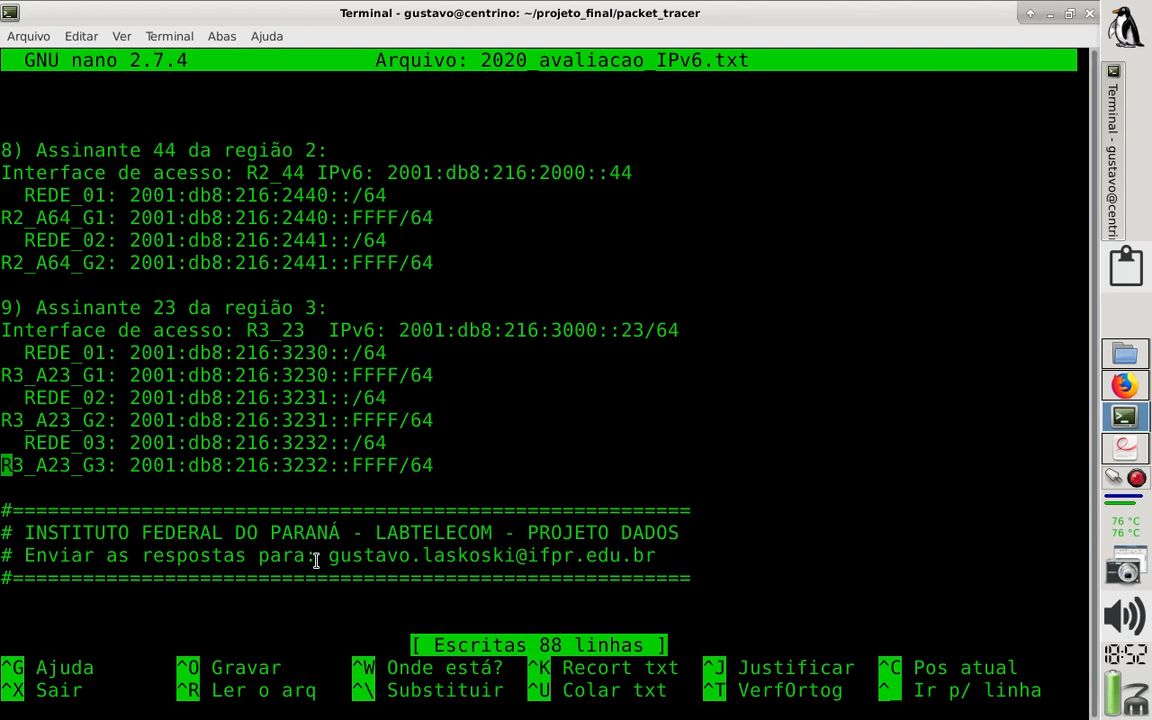 Terminal - gustavo@centrino: ~/projeto_final/packet_tracer
Arquivo Editar Ver Terminal Abas Ajuda
GNU nano 2.7.4 Arquivo: 2020_avaliacao_IPv6.txt
8) Assinante 44 da região 2:
Interface de acesso: R2_44 IPv6: 2001:db8:216:2000::44
REDE_01: 2001:db8:216:2440::/64
R2_A64_G1: 2001:db8:216:2440::FFFF/64
REDE_02: 2001:db8:216:2441::/64
R2_A64_G2: 2001:db8:216:2441::FFFF/64
9) Assinante 23 da região 3:
Interface de acesso: R3_23  IPv6: 2001:db8:216:3000::23/64
REDE_01: 2001:db8:216:3230::/64
R3_A23_G1: 2001:db8:216:3230::FFFF/64
REDE_02: 2001:db8:216:3231::/64
R3_A23_G2: 2001:db8:216:3231::FFFF/64
REDE_03: 2001:db8:216:3232::/64
R3_A23_G3: 2001:db8:216:3232::FFFF/64
#==========================================================
# INSTITUTO FEDERAL DO PARANÁ - LABTELECOM - PROJETO DADOS
# Enviar as respostas para: gustavo.laskoski@ifpr.edu.br
#==========================================================
[ Escritas 88 linhas ]
^G Ajuda ^O Gravar ^W Onde está? ^K Recort txt ^J Justificar ^C Pos atual
^X Sair ^R Ler o arq ^\ Substituir ^U Colar txt ^T VerfOrtog ^_ Ir p/ linha
Terminal - gustavo@centri
76 °C
76 °C
18:52